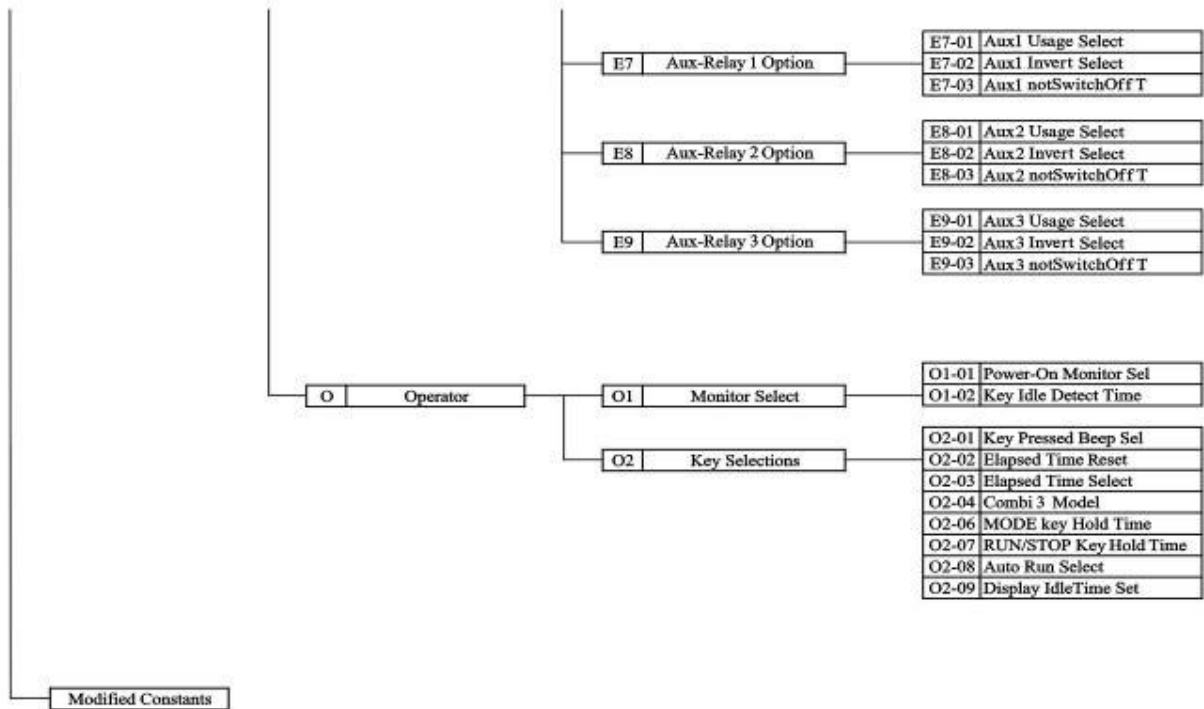 E7 Aux-Relay 1 Option
E7-01 Aux1 Usage Select
E7-02 Aux1 Invert Select
E7-03 Aux1 notSwitchOff T
E8 Aux-Relay 2 Option
E8-01 Aux2 Usage Select
E8-02 Aux2 Invert Select
E8-03 Aux2 notSwitchOff T
E9 Aux-Relay 3 Option
E9-01 Aux3 Usage Select
E9-02 Aux3 Invert Select
E9-03 Aux3 notSwitchOff T
O Operator
O1 Monitor Select
O1-01 Power-On Monitor Sel
O1-02 Key Idle Detect Time
O2 Key Selections
O2-01 Key Pressed Beep Sel
O2-02 Elapsed Time Reset
O2-03 Elapsed Time Select
O2-04 Combi 3 Model
O2-06 MODE key Hold Time
O2-07 RUN/STOP Key Hold Time
O2-08 Auto Run Select
O2-09 Display IdleTime Set
Modified Constants